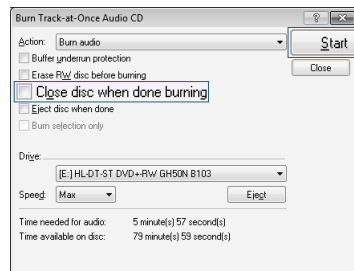 Burn Track-at-Once Audio CD
Action: Burn audio
Start
Buffer underrun protection
Close
Erase RW disc before burning
Close disc when done burning
Eject disc when done
Burn selection only
Drive:
[E:] HL-DT-ST DVD+-RW GH50N B103
Speed: Max
Eject
Time needed for audio: 5 minute(s) 57 second(s)
Time available on disc: 79 minute(s) 59 second(s)